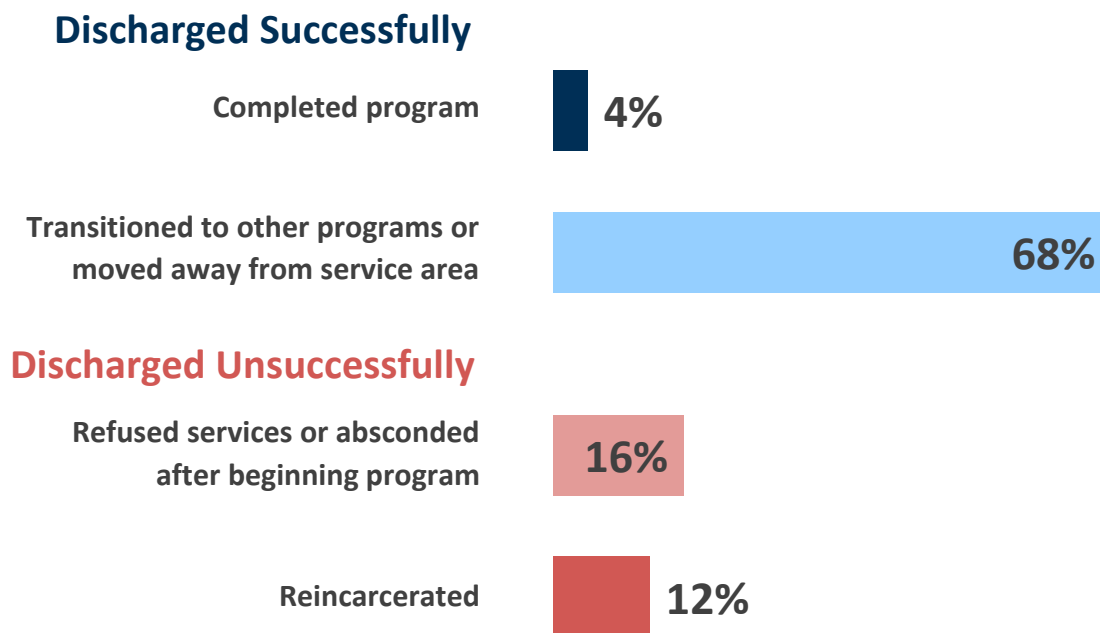 Discharged Successfully
Completed program
4%
Transitioned to other programs or
moved away from service area
68%
Discharged Unsuccessfully
Refused services or absconded
after beginning program
16%
Reincarcerated
12%